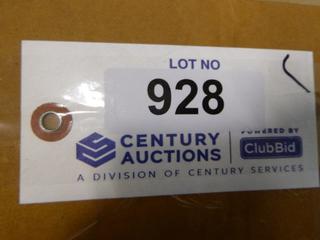 LOT NO
928
CENTURY
AUCTIONS
POWERED BY
ClubBid
A DIVISION OF CENTURY SERVICES